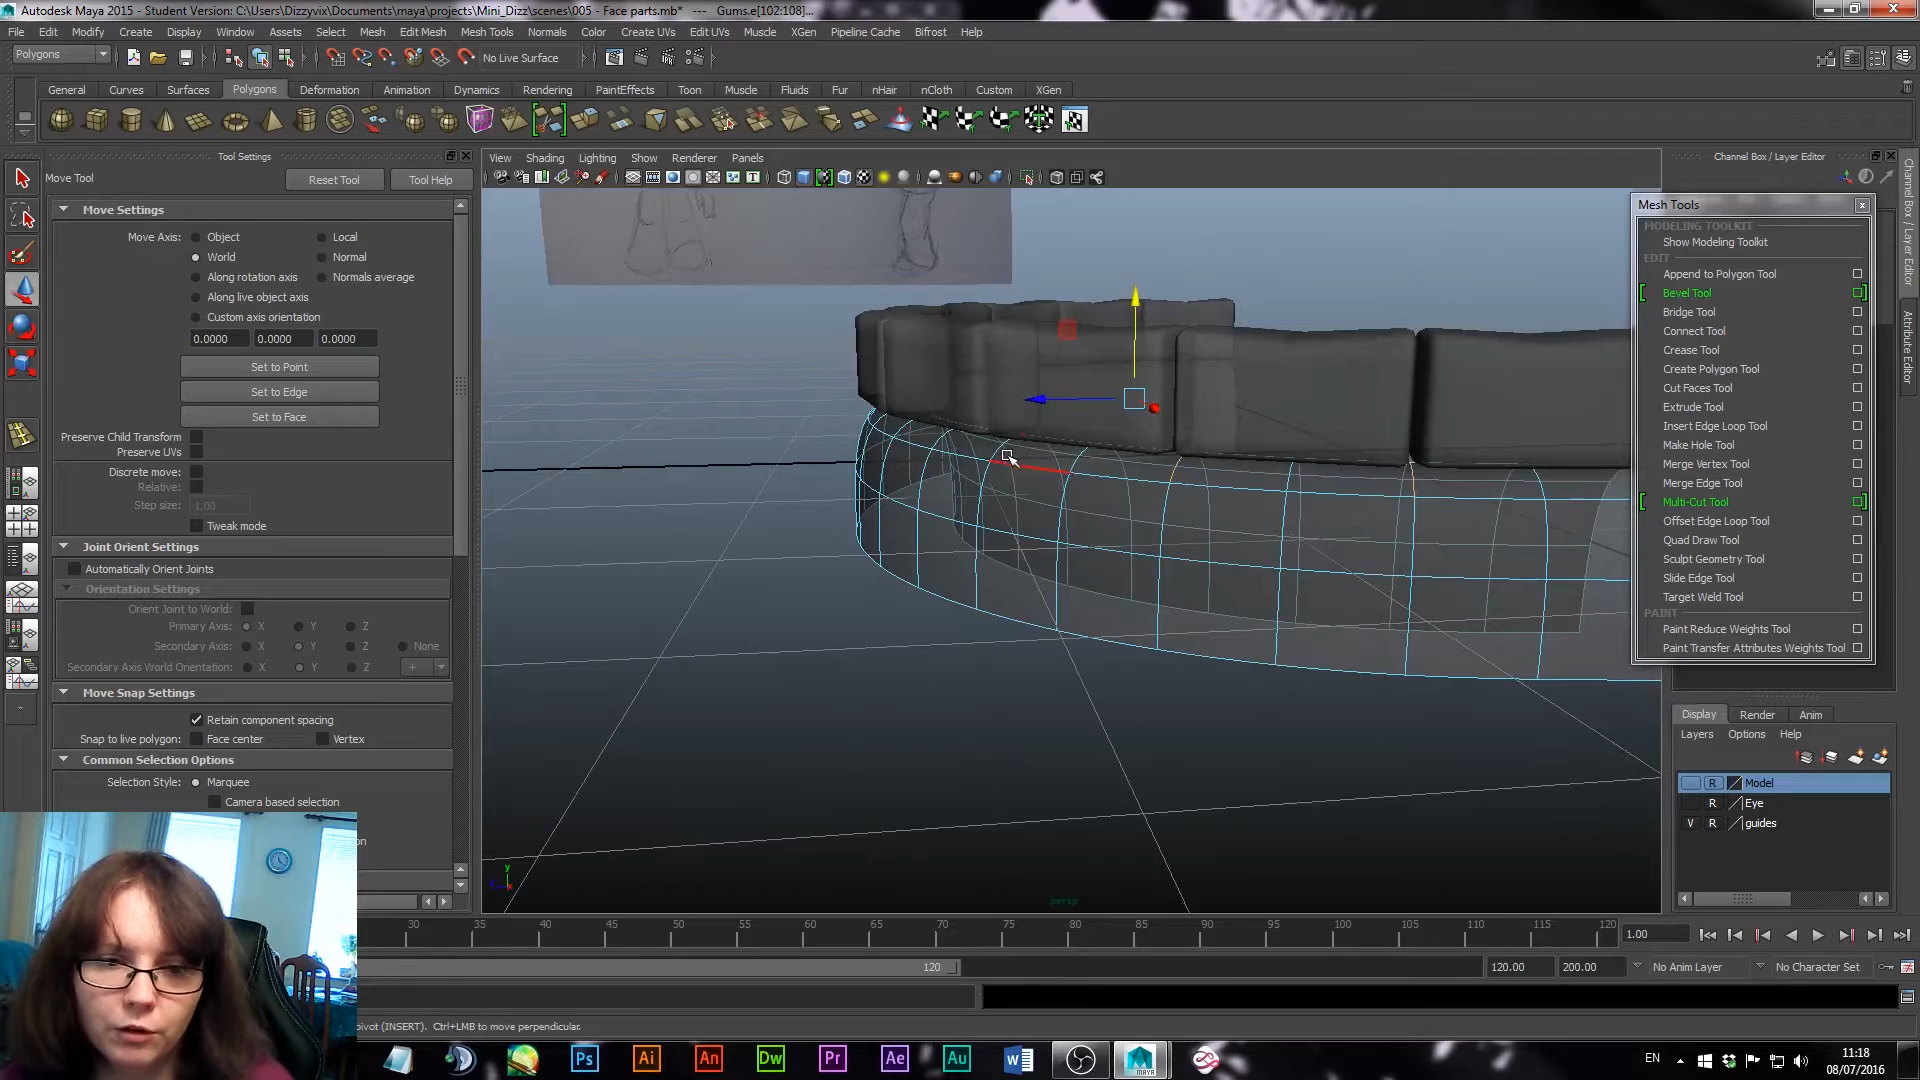 Autodesk Maya 2015 - Student Version: C:\Users\Dizzyvix\Documents\maya\projects\Mini_Dizz\scenes\005 - Face parts.mb* --- Gums.e[102:108]...
File Edit Modify Create Display Window Assets Select Mesh Edit Mesh Mesh Tools Normals Color Create UVs Edit UVs Muscle XGen Pipeline Cache Bifrost Help
Polygons No Live Surface
General Curves Surfaces Polygons Deformation Animation Dynamics Rendering PaintEffects Toon Muscle Fluids Fur nHair nCloth Custom XGen
Tool Settings
Move Tool Reset Tool Tool Help
Move Settings
Move Axis: Object Local
World Normal
Along rotation axis Normals average
Along live object axis
Custom axis orientation
0.0000 0.0000 0.0000
Set to Point
Set to Edge
Set to Face
Preserve Child Transform
Preserve UVs
Discrete move:
Relative:
Step size: 1.00
Tweak mode
Joint Orient Settings
Automatically Orient Joints
Orientation Settings
Orient Joint to World:
Primary Axis: X Y Z
Secondary Axis: X Y Z None
Secondary Axis World Orientation: X Y Z +
Move Snap Settings
Retain component spacing
Snap to live polygon: Face center Vertex
Common Selection Options
Selection Style: Marquee
Camera based selection
on
View Shading Lighting Show Renderer Panels
y
persp
Channel Box / Layer Editor
Mesh Tools
MODELING TOOLKIT
Show Modeling Toolkit
EDIT
Append to Polygon Tool
Bevel Tool
Bridge Tool
Connect Tool
Crease Tool
Create Polygon Tool
Cut Faces Tool
Extrude Tool
Insert Edge Loop Tool
Make Hole Tool
Merge Vertex Tool
Merge Edge Tool
Multi-Cut Tool
Offset Edge Loop Tool
Quad Draw Tool
Sculpt Geometry Tool
Slide Edge Tool
Target Weld Tool
PAINT
Paint Reduce Weights Tool
Paint Transfer Attributes Weights Tool
Channel Box / Layer Editor
Attribute Editor
Display Render Anim
Layers Options Help
R Model
R Eye
V R guides
30 35 40 45 50 55 60 65 70 75 80 85 90 95 100 105 110 115 120 1.00
120 120.00 200.00 No Anim Layer No Character Set
pivot (INSERT). Ctrl+LMB to move perpendicular.
Ps Ai An Dw Pr Ae Au W MAYA
EN 11:18
08/07/2016